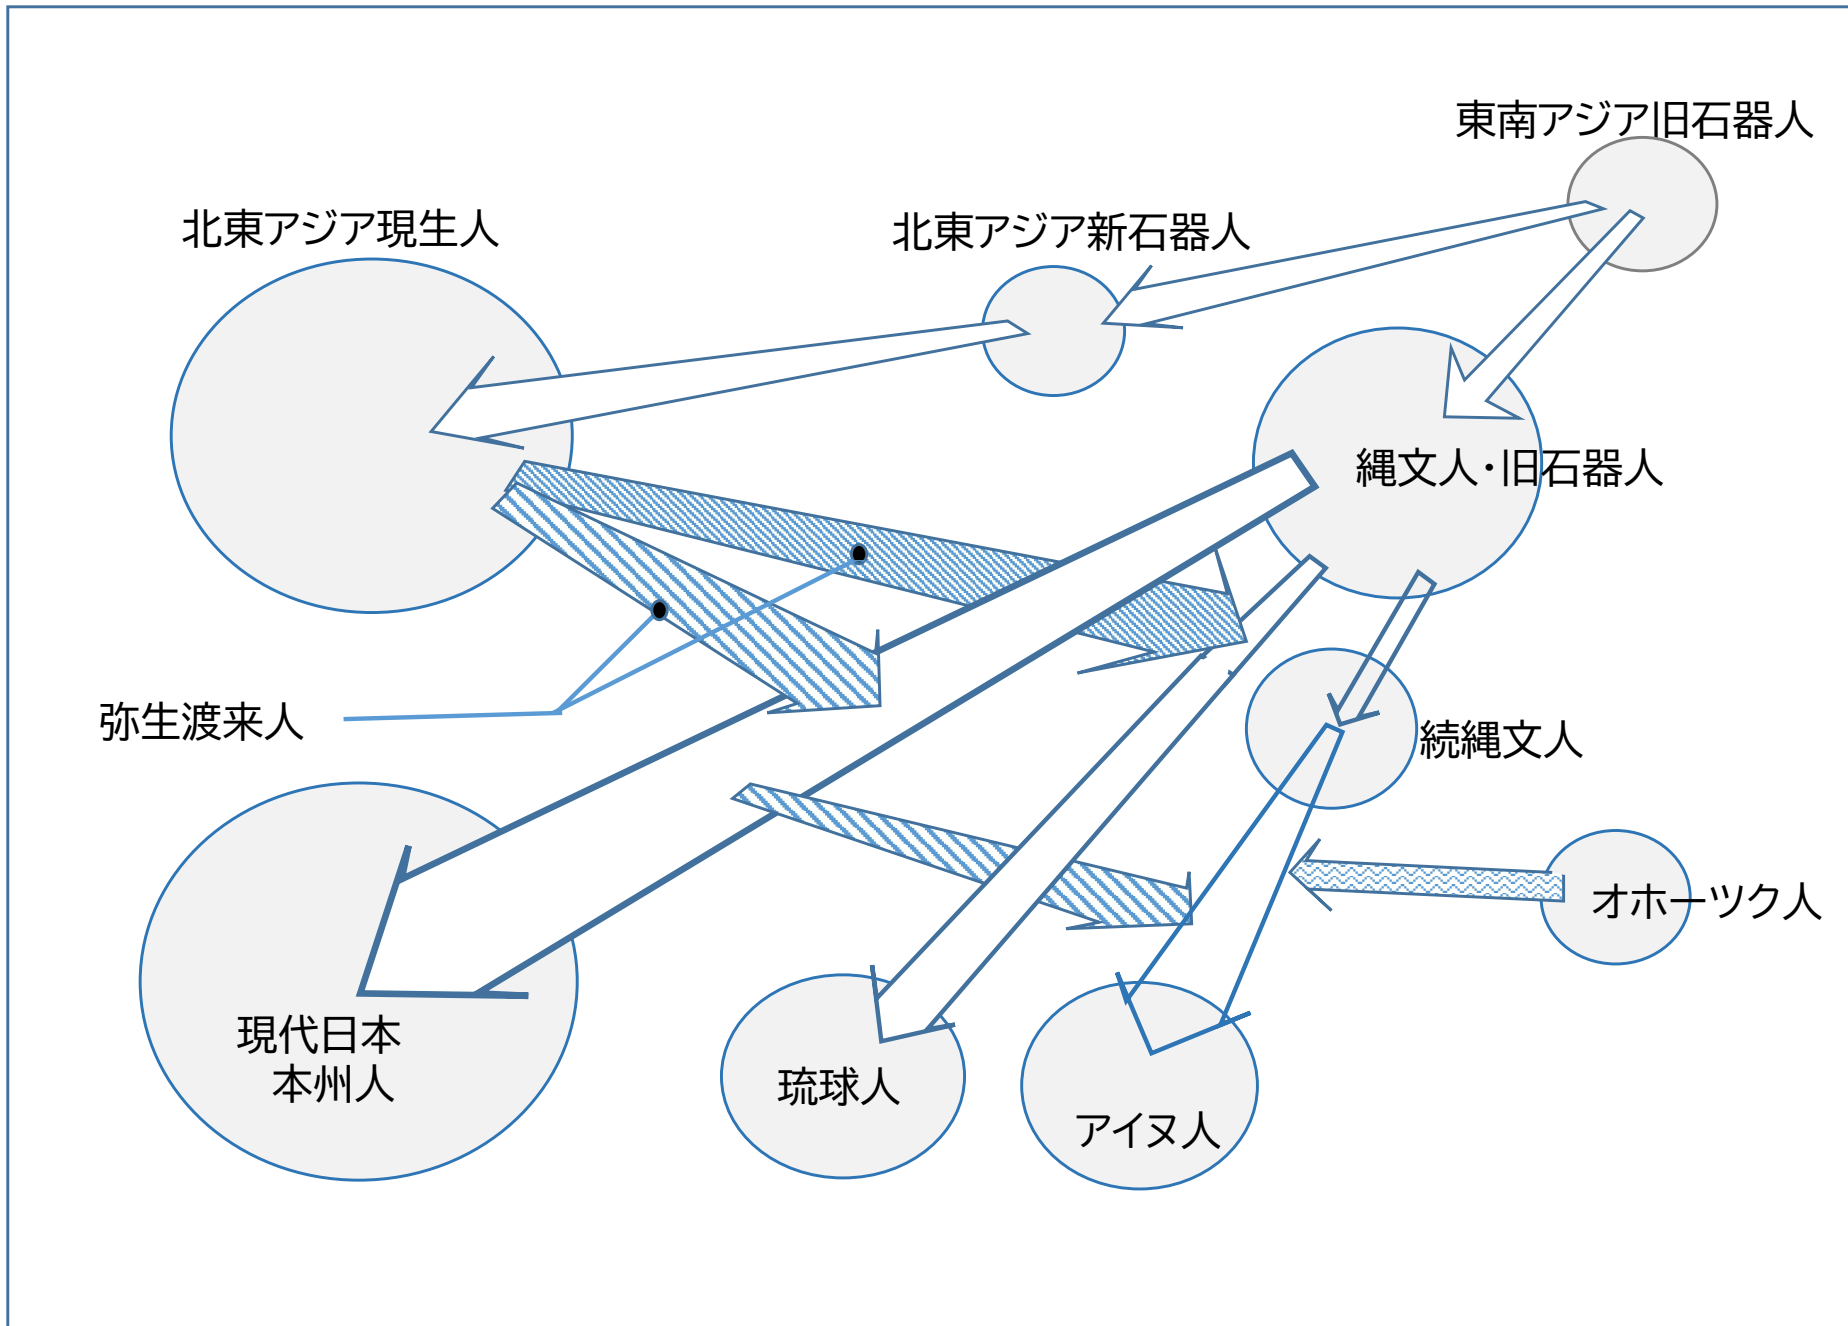 東南アジア旧石器人
北東アジア現生人
北東アジア新石器人
縄文人・旧石器人
弥生渡来人
続縄文人
オホーツク人
現代日本
本州人
琉球人
アイヌ人